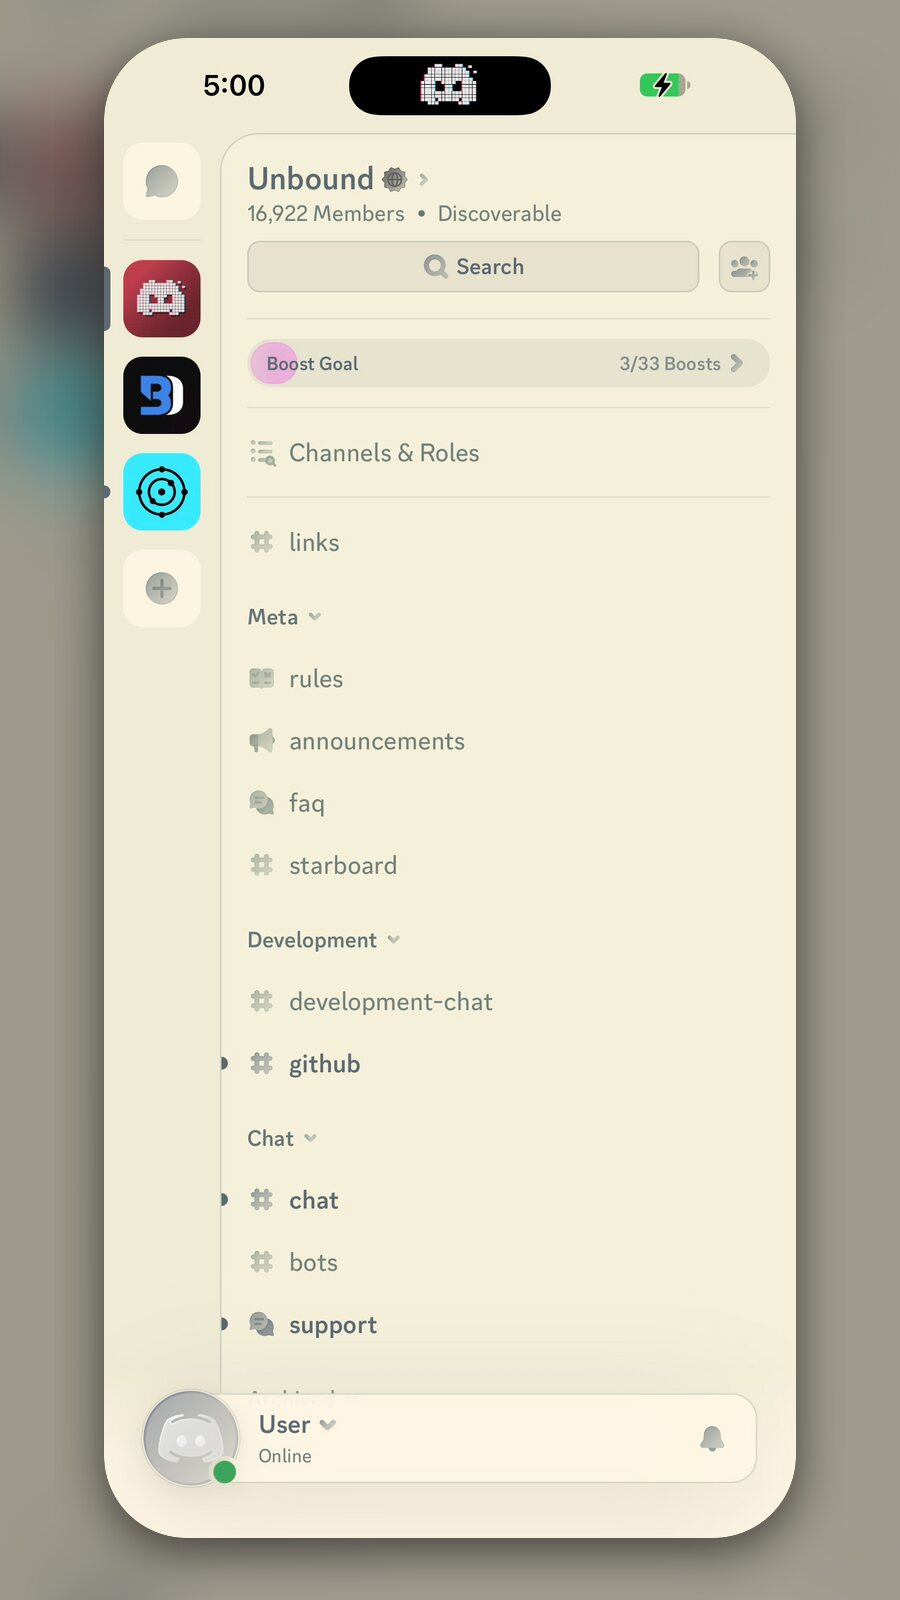 5:00
Unbound
16,922 Members • Discoverable
Search
Boost Goal
3/33 Boosts
Channels & Roles
links
Meta
rules
announcements
faq
starboard
Development
development-chat
github
Chat
chat
bots
support
Archived
User
Online